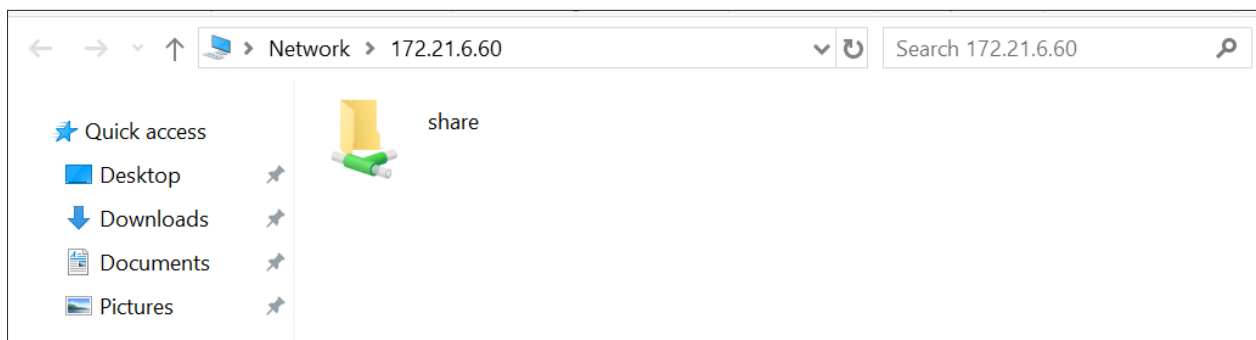 Network > 172.21.6.60
Search 172.21.6.60
Quick access
share
Desktop
Downloads
Documents
Pictures